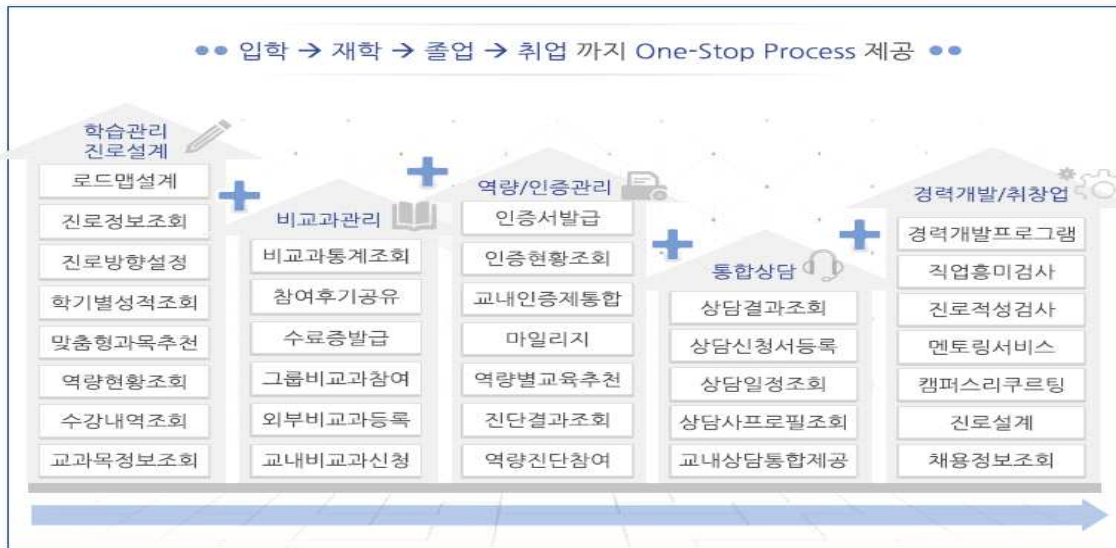 입학 → 재학 → 졸업 → 취업 까지 One-Stop Process 제공
학습관리
진로설계
로드맵설계
진로정보조회
진로방향설정
학기별성적조회
맞춤형과목추천
역량현황조회
수강내역조회
교과목정보조회
비교과관리
비교과통계조회
참여후기공유
수료증발급
그룹비교과참여
외부비교과등록
교내비교과신청
역량/인증관리
인증서발급
인증현황조회
교내인증제통합
마일리지
역량별교육추천
진단결과조회
역량진단참여
통합상담
상담결과조회
상담신청서등록
상담일정조회
상담사프로필조회
교내상담통합제공
경력개발/취창업
경력개발프로그램
직업흥미검사
진로적성검사
멘토링서비스
캠퍼스리쿠르팅
진로설계
채용정보조회